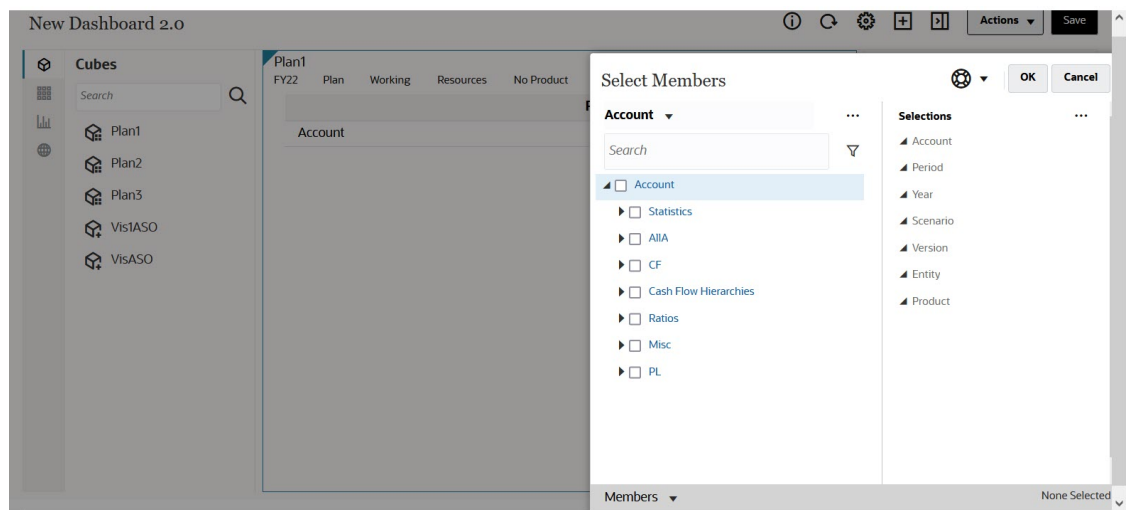 New Dashboard 2.0
Actions
Save
Cubes
Search
Plan1
Plan2
Plan3
Vis1ASO
VisASO
Plan1
FY22 Plan Working Resources No Product
Account
Select Members
OK
Cancel
Account
Search
Account
Statistics
AllA
CF
Cash Flow Hierarchies
Ratios
Misc
PL
Selections
Account
Period
Year
Scenario
Version
Entity
Product
Members
None Selected